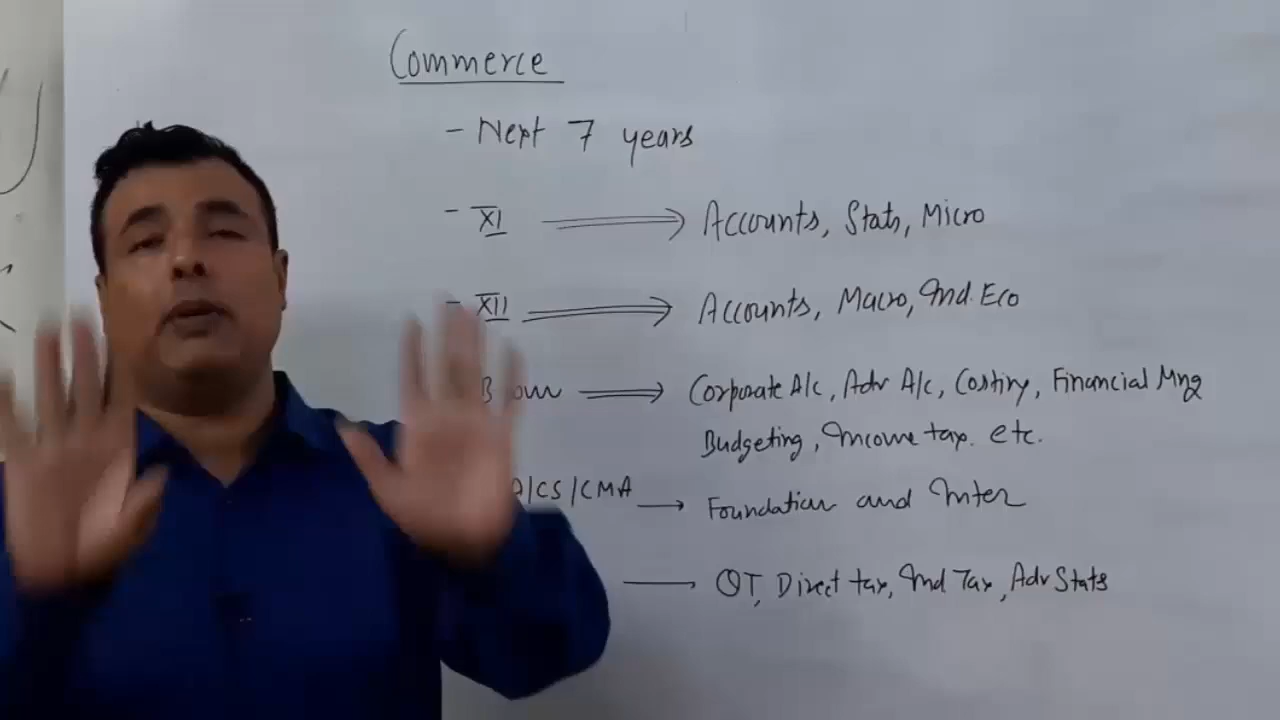 Commerce
- Next 7 years
- XI ⟹ Accounts, Stats, Micro
- XII ⟹ Accounts, Macro, Ind. Eco
⟹ Corporate A/c, Adv A/c, Costing, Financial Mng
Budgeting, Income tax. etc.
/CS/CMA → Foundation and Inter
→ QT, Direct tax, Ind Tax, Adv Stats